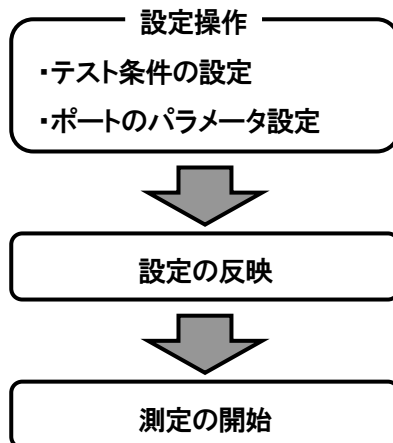 設定操作
・テスト条件の設定
・ポートのパラメータ設定
設定の反映
測定の開始